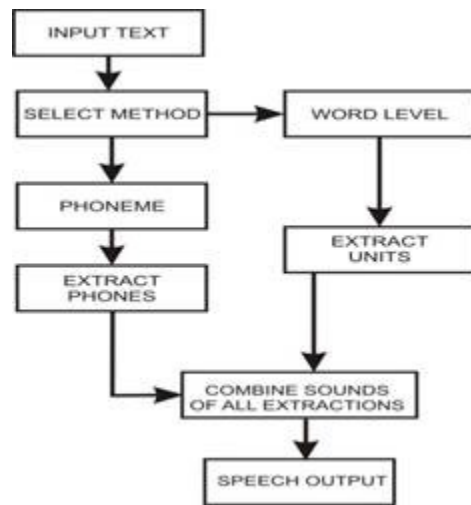 INPUT TEXT
SELECT METHOD
WORD LEVEL
PHONEME
EXTRACT
UNITS
EXTRACT
PHONES
COMBINE SOUNDS
OF ALL EXTRACTIONS
SPEECH OUTPUT